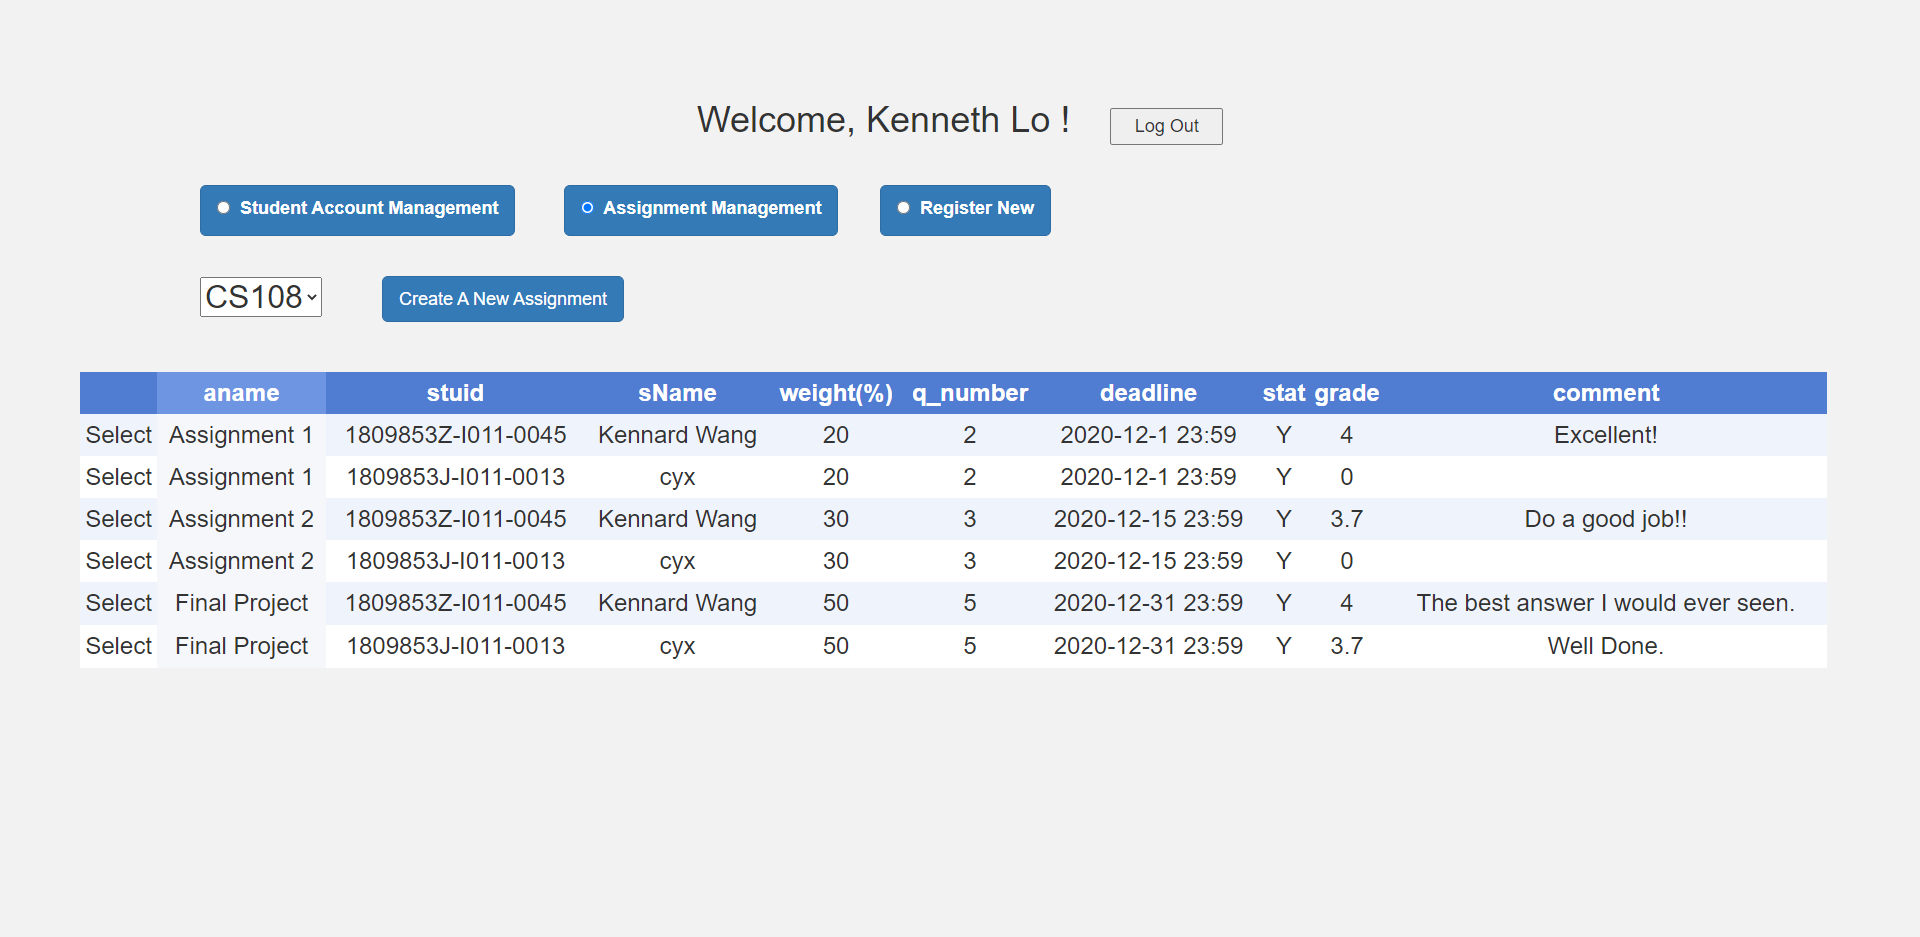 Welcome, Kenneth Lo !
Log Out
Student Account Management
Assignment Management
Register New
CS108
Create A New Assignment
aname stuid sName weight(%) q_number deadline stat grade comment
Select Assignment 1 1809853Z-I011-0045 Kennard Wang 20 2 2020-12-1 23:59 Y 4 Excellent!
Select Assignment 1 1809853J-I011-0013 cyx 20 2 2020-12-1 23:59 Y 0
Select Assignment 2 1809853Z-I011-0045 Kennard Wang 30 3 2020-12-15 23:59 Y 3.7 Do a good job!!
Select Assignment 2 1809853J-I011-0013 cyx 30 3 2020-12-15 23:59 Y 0
Select Final Project 1809853Z-I011-0045 Kennard Wang 50 5 2020-12-31 23:59 Y 4 The best answer I would ever seen.
Select Final Project 1809853J-I011-0013 cyx 50 5 2020-12-31 23:59 Y 3.7 Well Done.